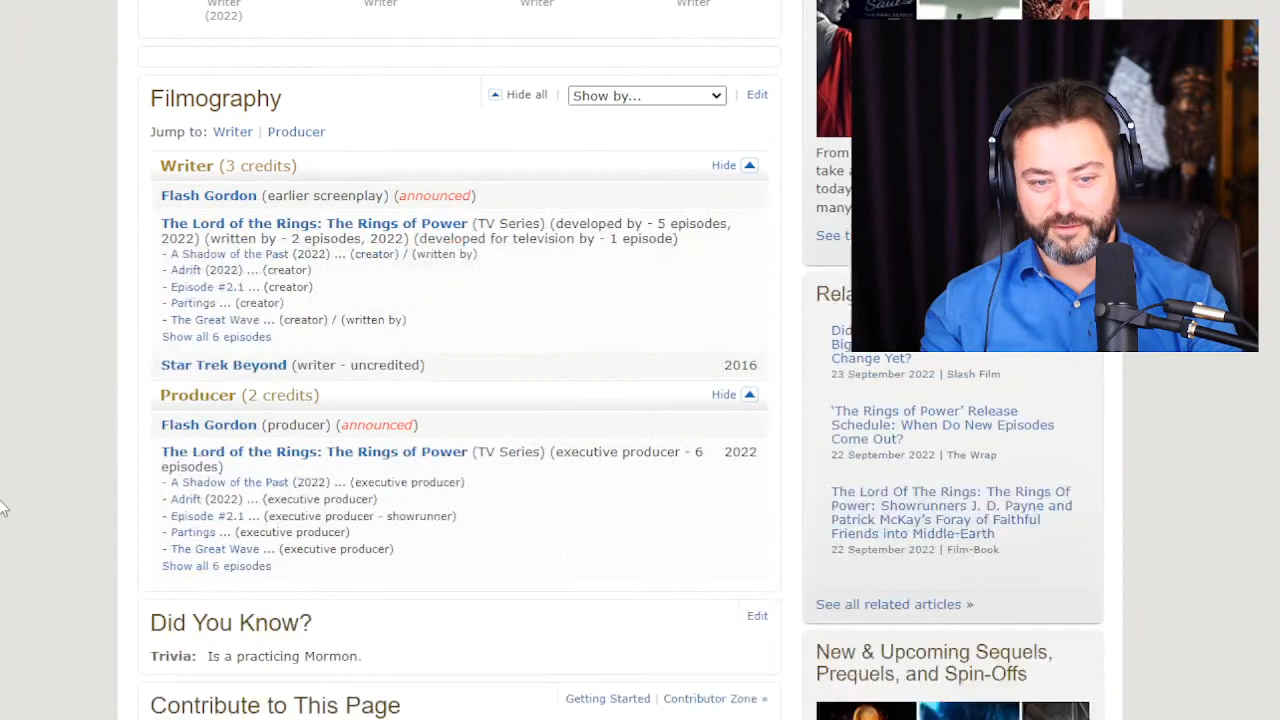 Writer
(2022)
Writer
Writer
Writer
Filmography
Hide all | Show by... | Edit
Jump to: Writer | Producer
Writer (3 credits)
Hide
Flash Gordon (earlier screenplay) (announced)
The Lord of the Rings: The Rings of Power (TV Series) (developed by - 5 episodes,
2022) (written by - 2 episodes, 2022) (developed for television by - 1 episode)
- A Shadow of the Past (2022) ... (creator) / (written by)
- Adrift (2022) ... (creator)
- Episode #2.1 ... (creator)
- Partings ... (creator)
- The Great Wave ... (creator) / (written by)
Show all 6 episodes
Star Trek Beyond (writer - uncredited)
2016
Producer (2 credits)
Hide
Flash Gordon (producer) (announced)
The Lord of the Rings: The Rings of Power (TV Series) (executive producer - 6
episodes)
2022
- A Shadow of the Past (2022) ... (executive producer)
- Adrift (2022) ... (executive producer)
- Episode #2.1 ... (executive producer - showrunner)
- Partings ... (executive producer)
- The Great Wave ... (executive producer)
Show all 6 episodes
Did You Know?
Edit
Trivia: Is a practicing Mormon.
Contribute to This Page
Getting Started | Contributor Zone »
Saul
THE FINAL SEASON
From
take
today
many
See
Change Yet?
23 September 2022 | Slash Film
'The Rings of Power' Release
Schedule: When Do New Episodes
Come Out?
22 September 2022 | The Wrap
The Lord Of The Rings: The Rings Of
Power: Showrunners J. D. Payne and
Patrick McKay's Foray of Faithful
Friends into Middle-Earth
22 September 2022 | Film-Book
See all related articles »
New & Upcoming Sequels,
Prequels, and Spin-Offs